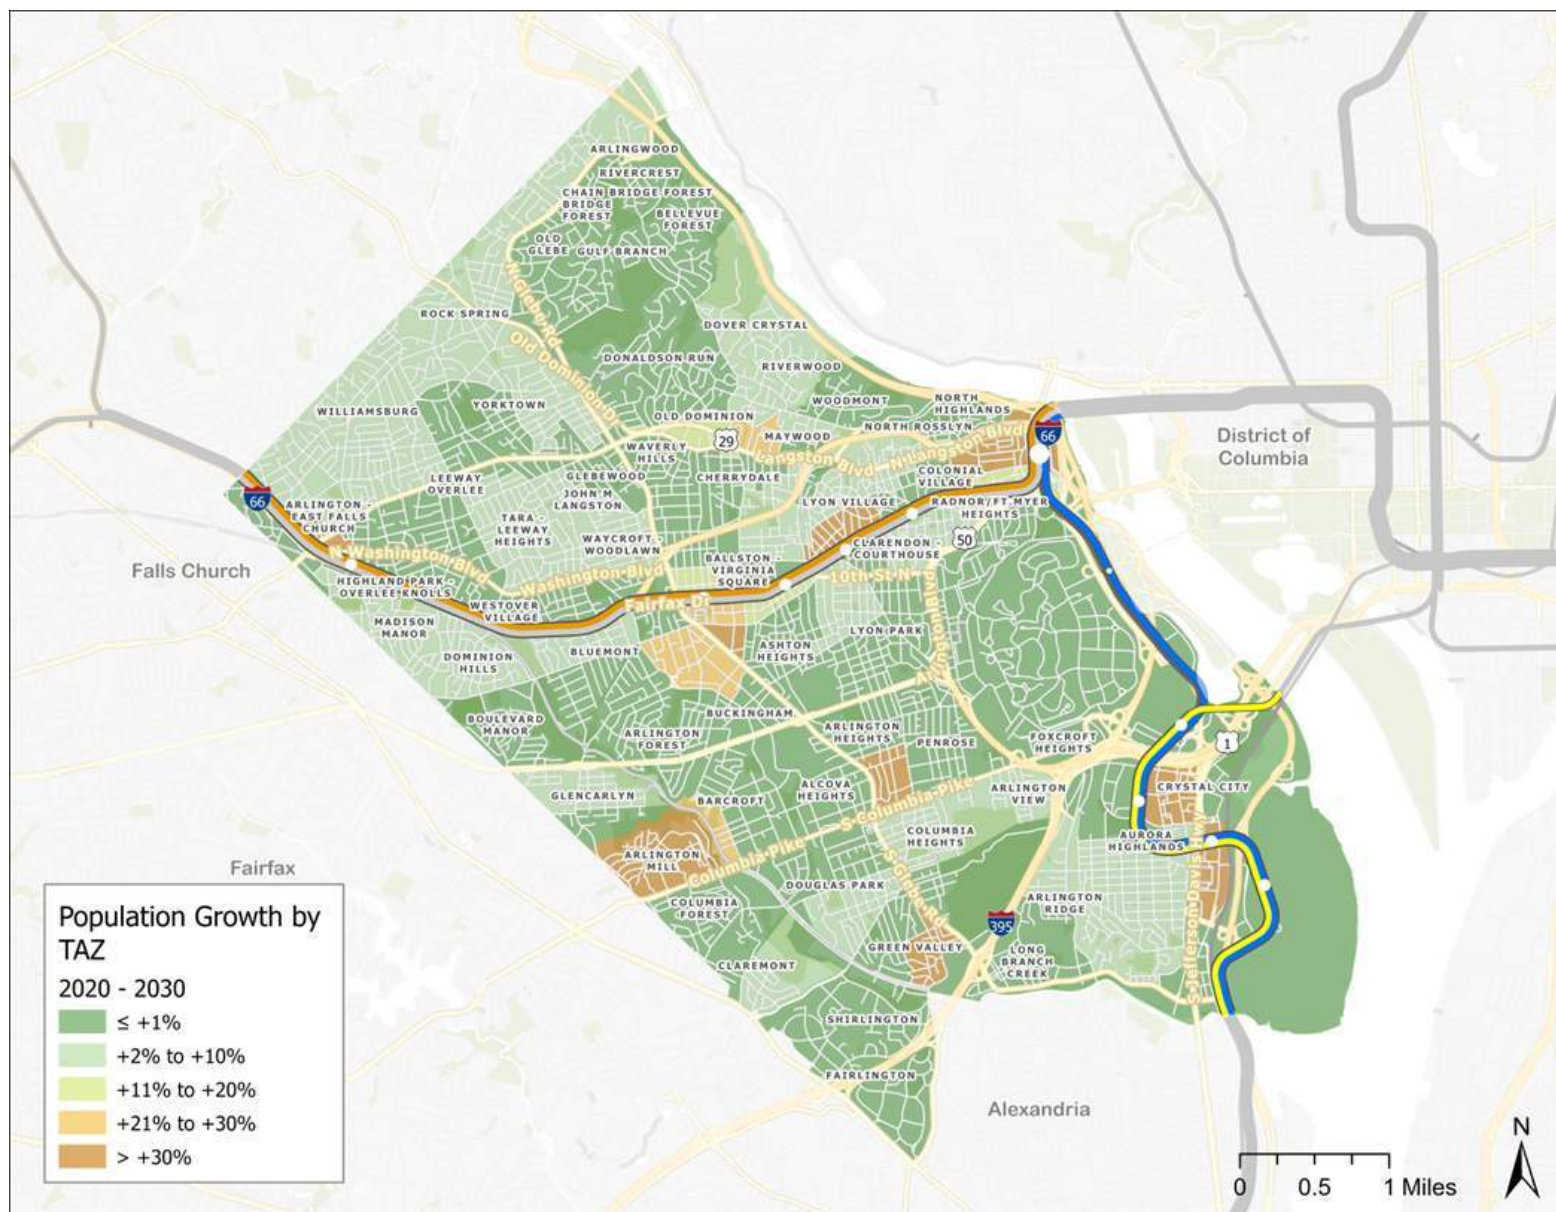 ARLINGWOOD
RIVERCREST
CHAIN BRIDGE FOREST
BRIDGE
FOREST
BELLEVUE
FOREST
OLD
GLEBE
GULF BRANCH
N Glebe Rd
ROCK SPRING
Old Dominion Dr
DOVER CRYSTAL
DONALDSON RUN
RIVERWOOD
WILLIAMSBURG
YORKTOWN
OLD DOMINION
WOODMONT
NORTH
HIGHLANDS
29
MAYWOOD
NORTH ROSSLYN
Langston Blvd
N Langston Blvd
66
District of
Columbia
WAVERLY
HILLS
LEEWAY
OVERLEE
GLEBEWOOD
CHERRYDALE
COLONIAL
VILLAGE
JOHN M
LANGSTON
66
ARLINGTON -
EAST FALLS
CHURCH
TARA -
LEEWAY
HEIGHTS
LYON VILLAGE
RADNOR/FT MYER
HEIGHTS
WAYCROFT -
WOODLAWN
50
CLARENDON -
COURTHOUSE
N Washington Blvd
Washington Blvd
BALLSTON -
VIRGINIA
SQUARE
10th St N
Falls Church
HIGHLAND PARK -
OVERLEE KNOLLS
WESTOVER
VILLAGE
Fairfax Dr
MADISON
MANOR
LYON PARK
Arlington Blvd
DOMINION
HILLS
BLUEMONT
ASHTON
HEIGHTS
BOULEVARD
MANOR
BUCKINGHAM
ARLINGTON
FOREST
ARLINGTON
HEIGHTS
PENROSE
FOXCROFT
HEIGHTS
1
GLENCARLYN
BARCROFT
ALCOVA
HEIGHTS
S Columbia Pike
ARLINGTON
VIEW
CRYSTAL CITY
COLUMBIA
HEIGHTS
AURORA
HIGHLANDS
ARLINGTON
MILL
Columbia Pike
Fairfax
S Glebe Rd
DOUGLAS PARK
COLUMBIA
FOREST
ARLINGTON
RIDGE
395
S Jefferson Davis Hwy
GREEN VALLEY
LONG
BRANCH
CREEK
CLAREMONT
SHIRLINGTON
FAIRLINGTON
Alexandria
Population Growth by
TAZ
2020 - 2030
≤ +1%
+2% to +10%
+11% to +20%
+21% to +30%
> +30%
N
0 0.5 1 Miles